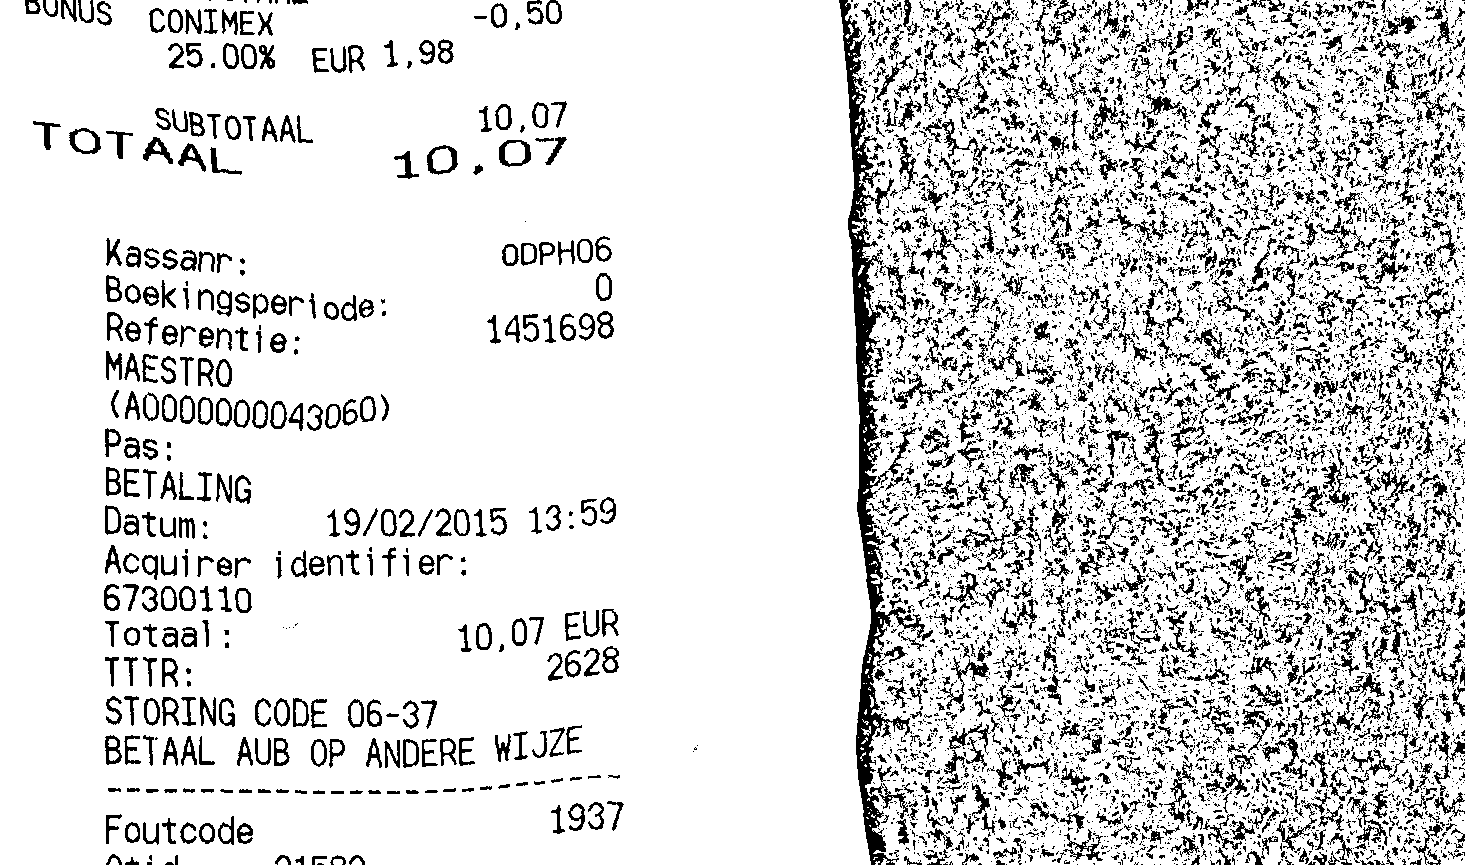 BONUS CONIMEX -0,50
25.00% EUR 1,98
SUBTOTAAL 10,07
TOTAAL 10,07
Kassanr: ODPH06
Boekingsperiode: 0
Referentie: 1451698
MAESTRO
(A0000000043060)
Pas:
BETALING
Datum: 19/02/2015 13:59
Acquirer identifier:
67300110
Totaal: 10,07 EUR
TTTR: 2628
STORING CODE 06-37
BETAAL AUB OP ANDERE WIJZE
--------------------------------
Foutcode 1937